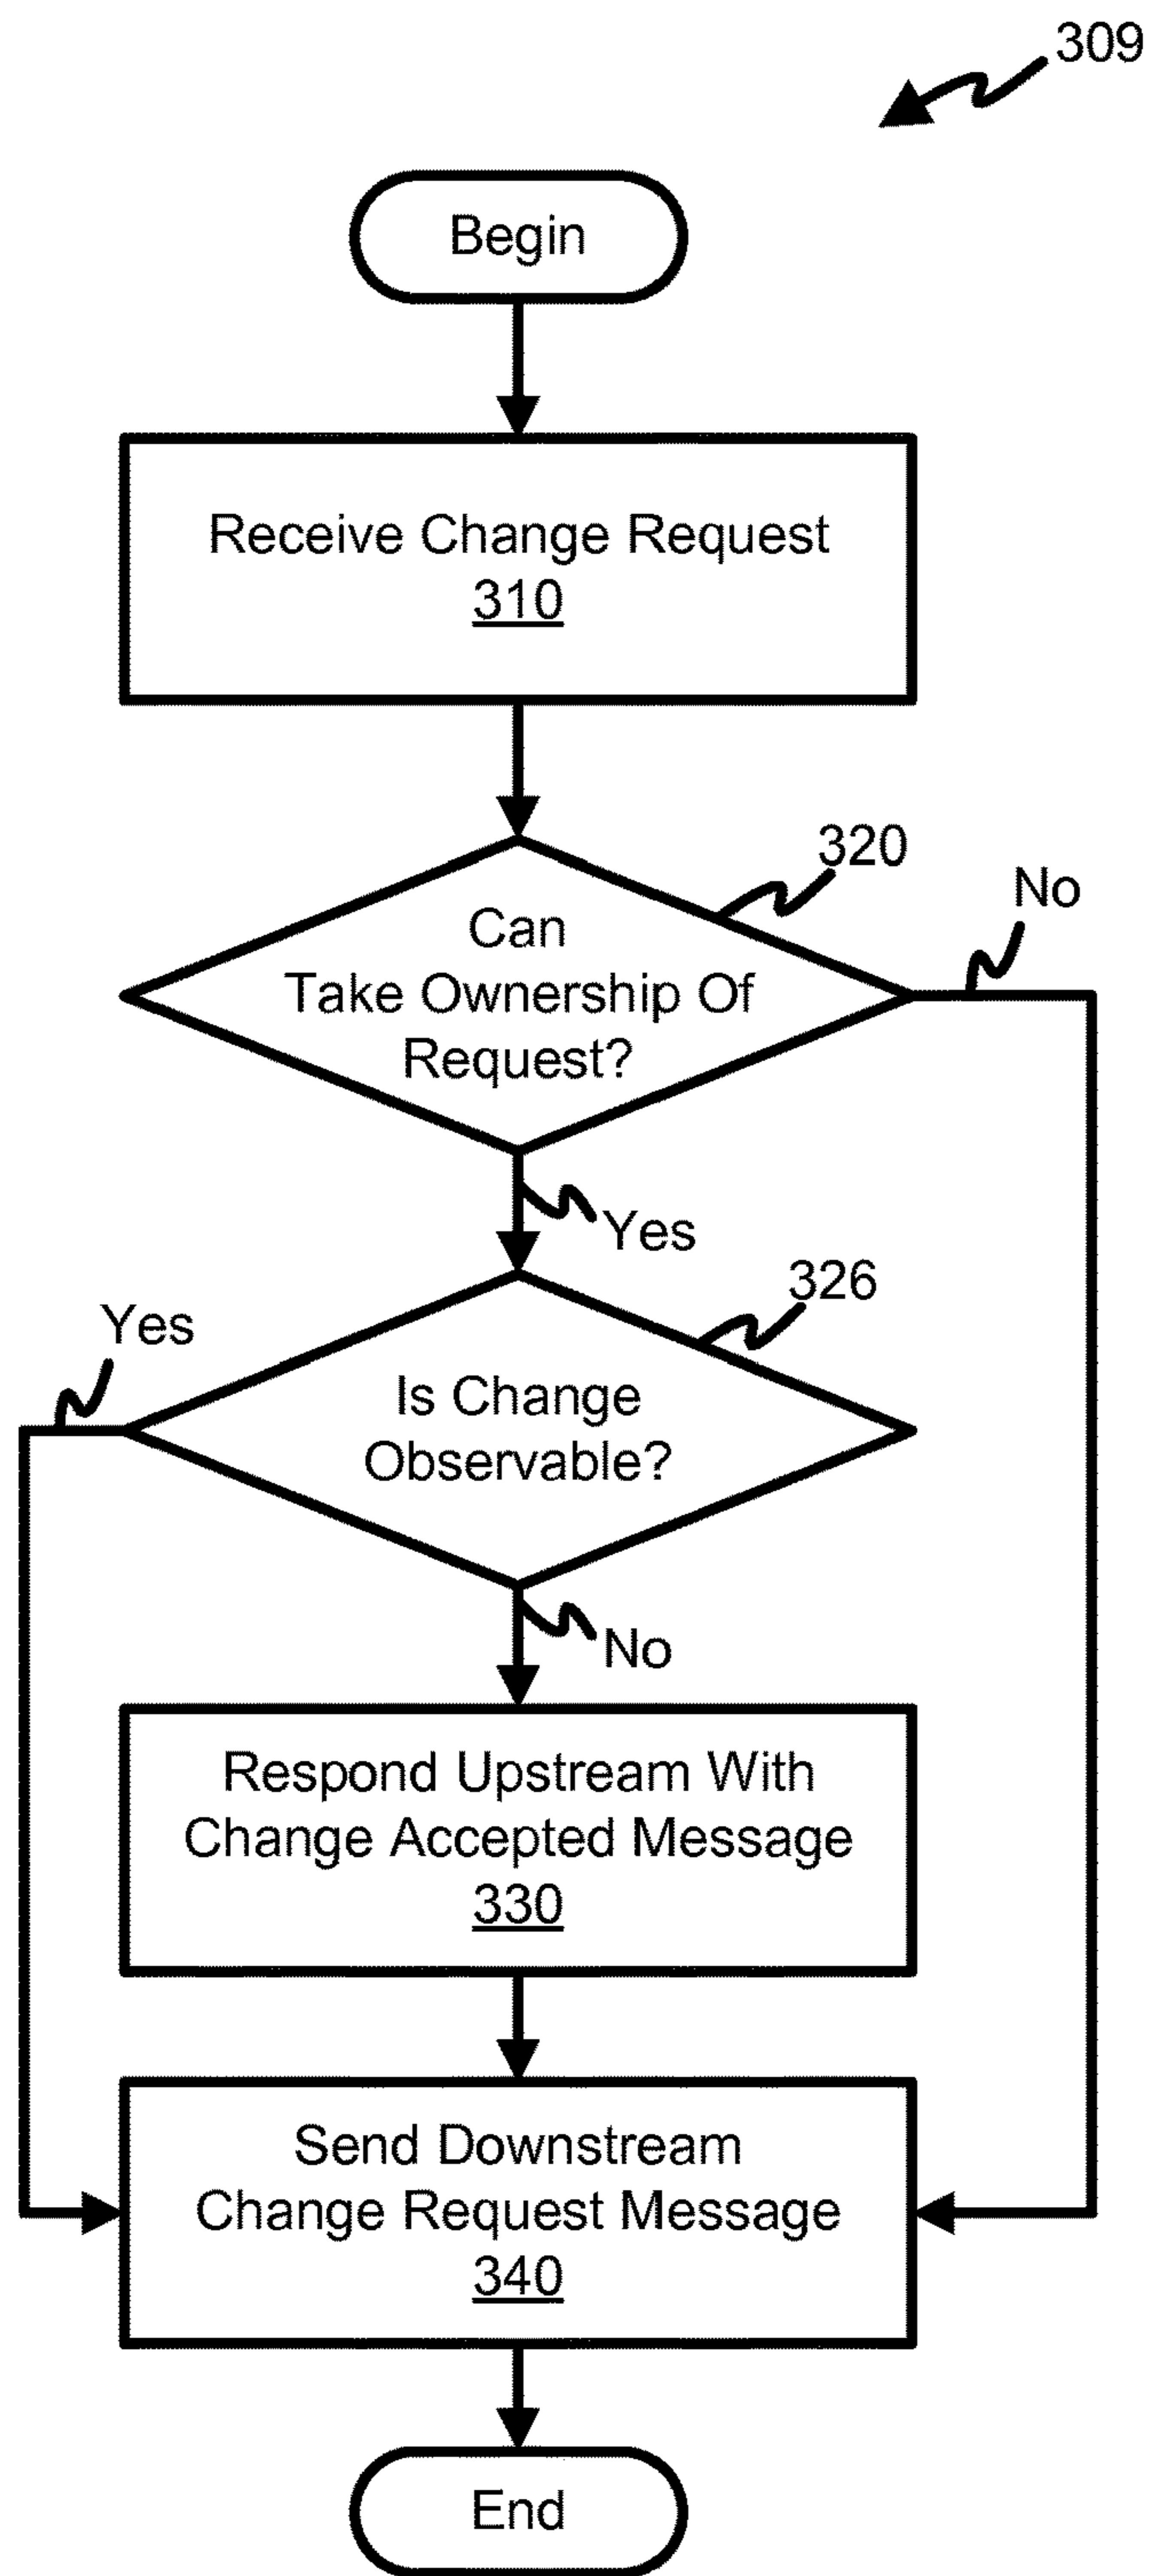 309
Begin
Receive Change Request
310
320
No
Can
Take Ownership Of
Request?
Yes
326
Yes
Is Change
Observable?
No
Respond Upstream With
Change Accepted Message
330
Send Downstream
Change Request Message
340
End